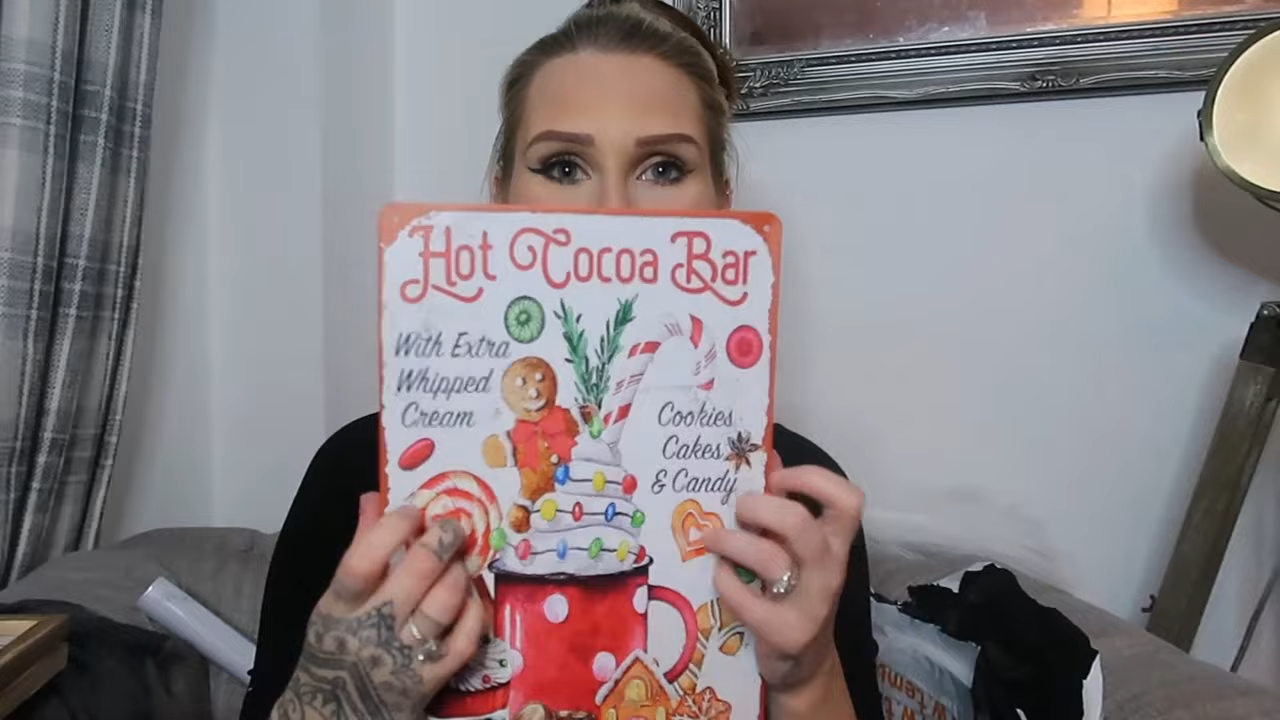 Hot Cocoa Bar
With Extra
Whipped
Cream
Cookies
Cakes
& Candy